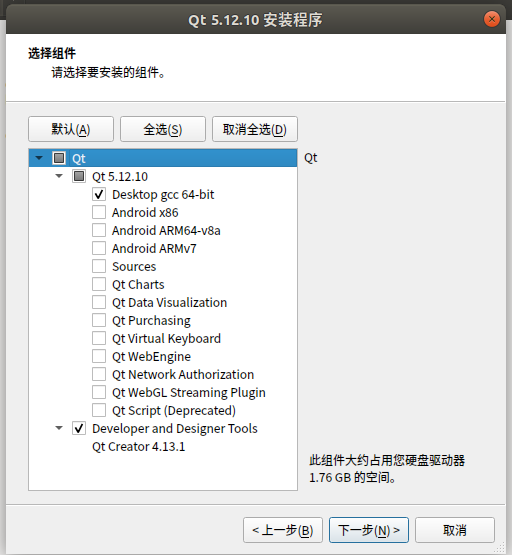 Qt 5.12.10 安装程序
选择组件
请选择要安装的组件。
默认(A)
全选(S)
取消全选(D)
Qt
Qt
Qt 5.12.10
Desktop gcc 64-bit
Android x86
Android ARM64-v8a
Android ARMv7
Sources
Qt Charts
Qt Data Visualization
Qt Purchasing
Qt Virtual Keyboard
Qt WebEngine
Qt Network Authorization
Qt WebGL Streaming Plugin
Qt Script (Deprecated)
Developer and Designer Tools
Qt Creator 4.13.1
此组件大约占用您硬盘驱动器
1.76 GB 的空间。
< 上一步(B)
下一步(N) >
取消